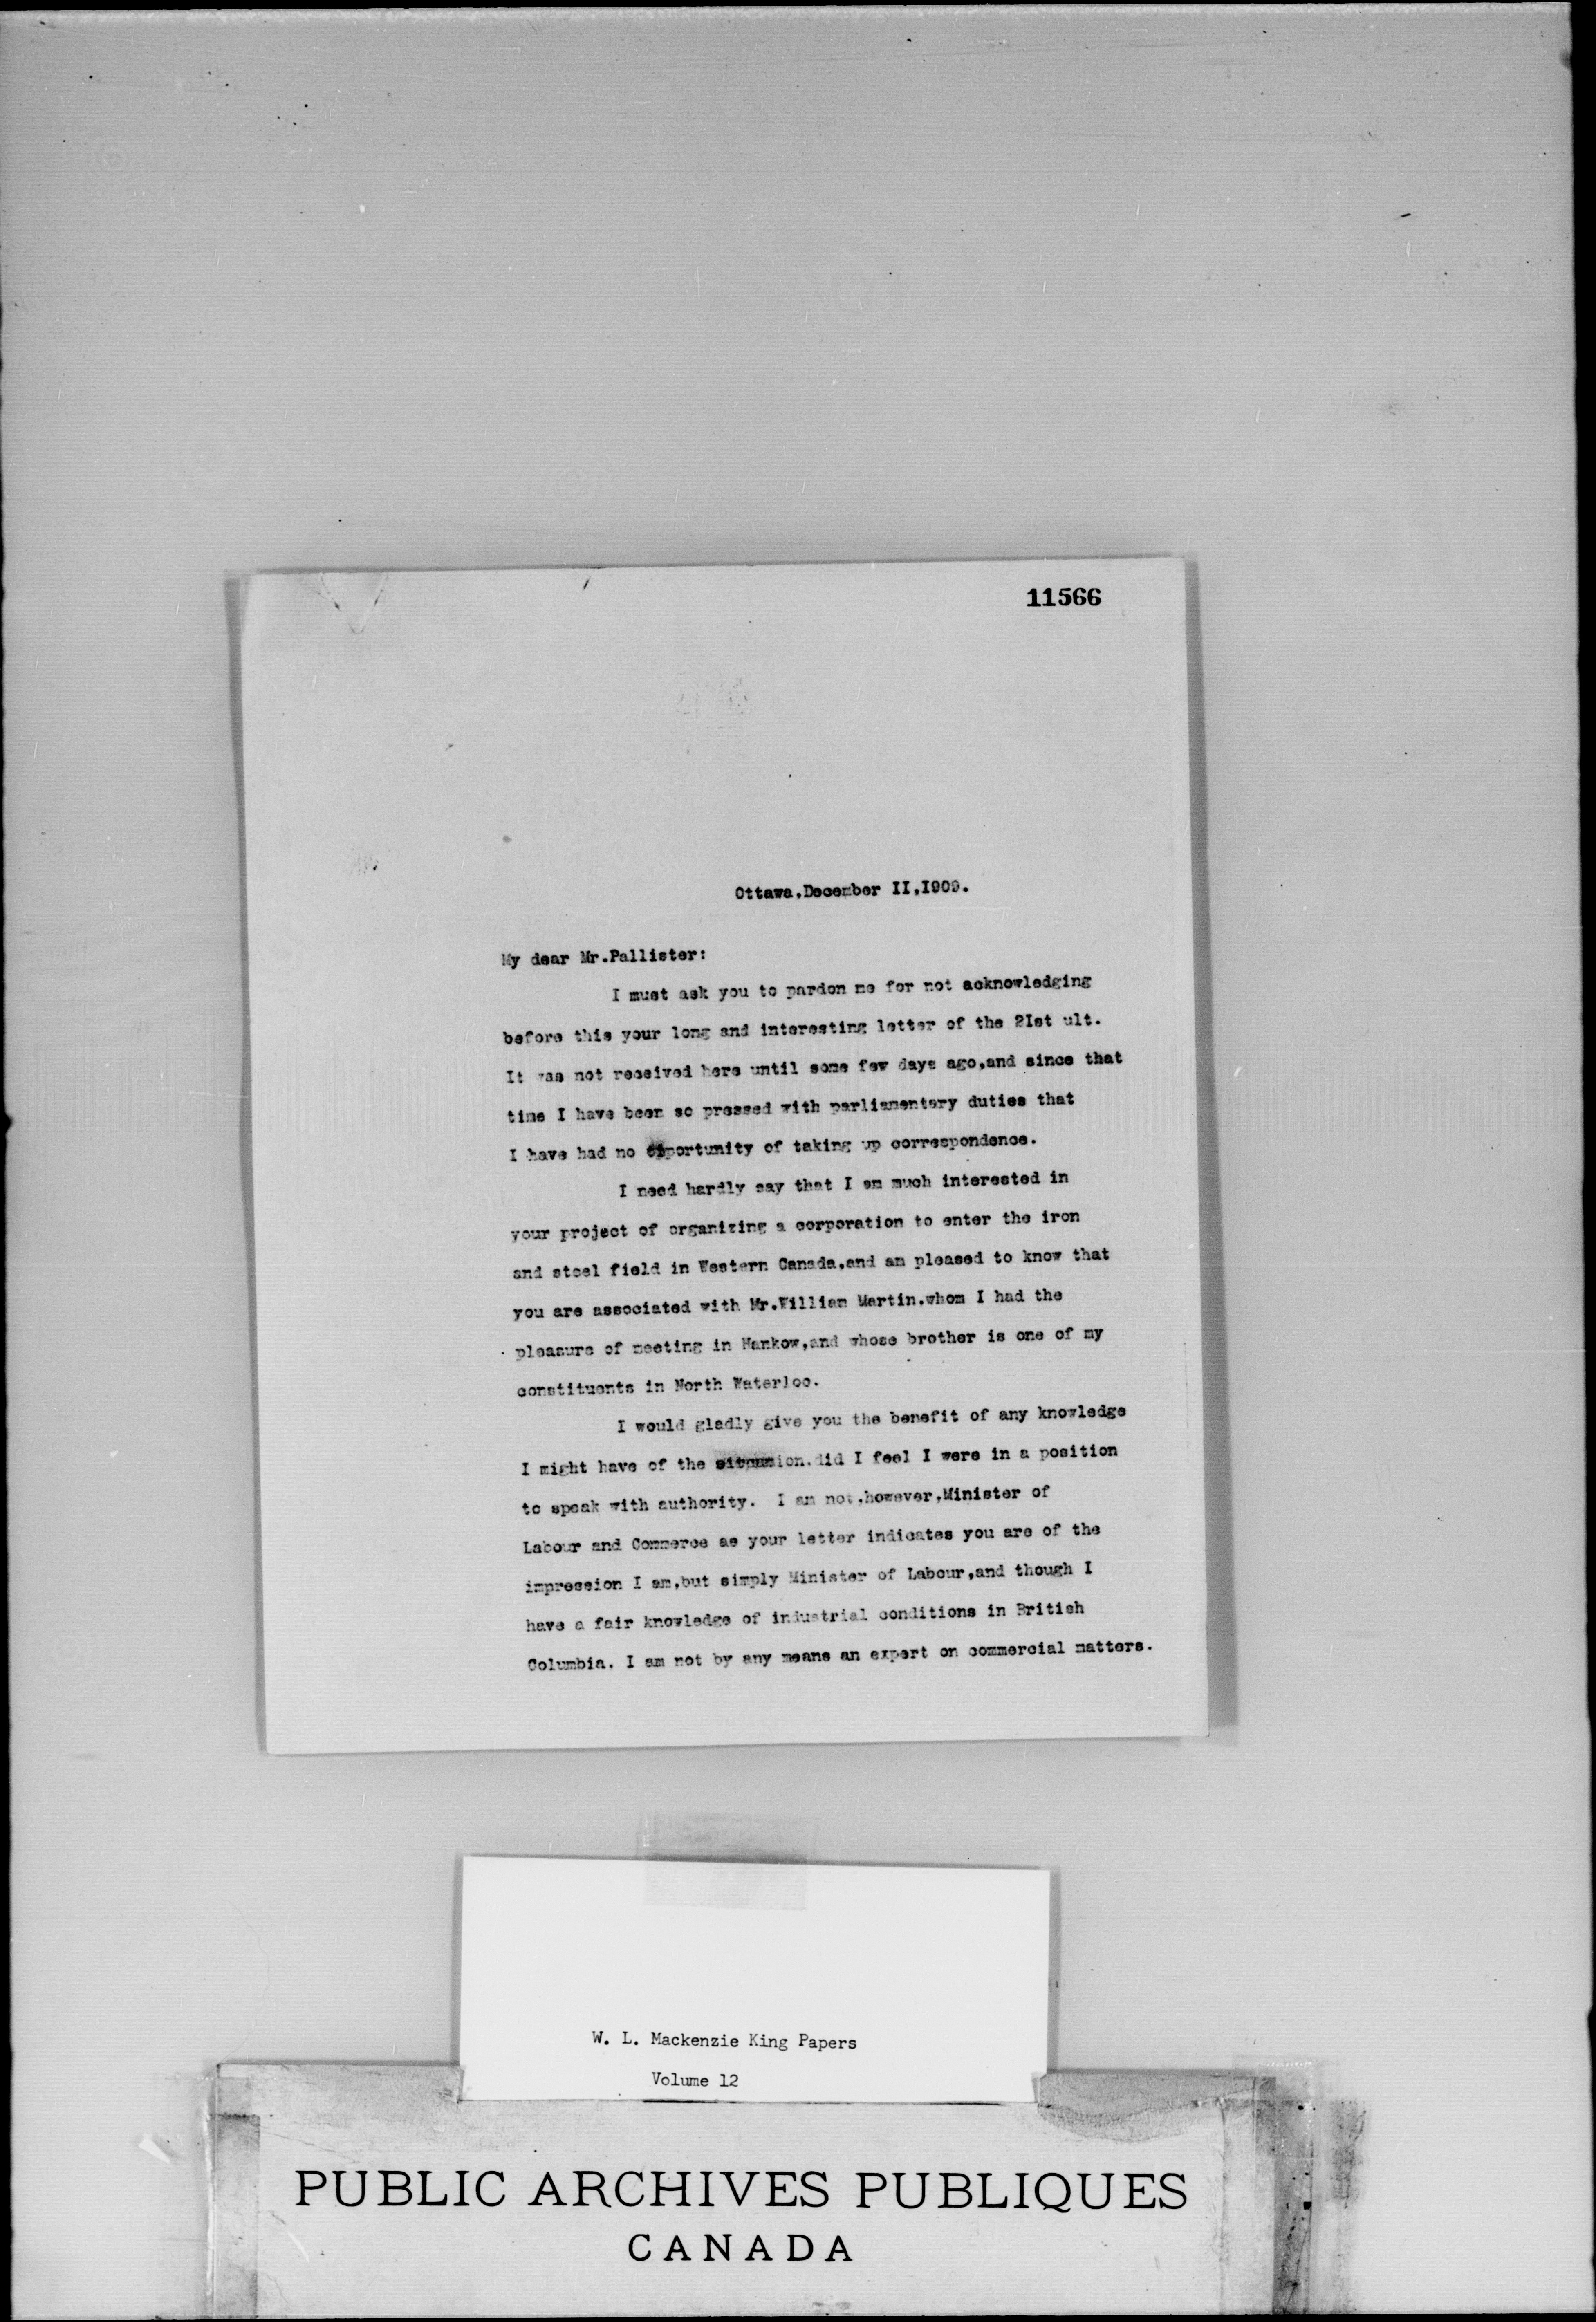 11566
Ottawa,December II,I909.
My dear Mr.Pallister:
I must ask you to pardon me for not acknowledging
before this your long and interesting letter of the 2Ist ult.
It was not received here until some few days ago,and since that
time I have been so pressed with parliamentary duties that
I have had no opportunity of taking up correspondence.
I need hardly say that I am much interested in
your project of organizing a corporation to enter the iron
and steel field in Western Canada,and am pleased to know that
you are associated with Mr.William Martin,whom I had the
pleasure of meeting in Hankow,and whose brother is one of my
constituents in North Waterloo.
I would gladly give you the benefit of any knowledge
I might have of the situation,did I feel I were in a position
to speak with authority. I am not,however,Minister of
Labour and Commerce as your letter indicates you are of the
impression I am,but simply Minister of Labour,and though I
have a fair knowledge of industrial conditions in British
Columbia. I am not by any means an expert on commercial matters.
W. L. Mackenzie King Papers
Volume 12
PUBLIC ARCHIVES PUBLIQUES
CANADA